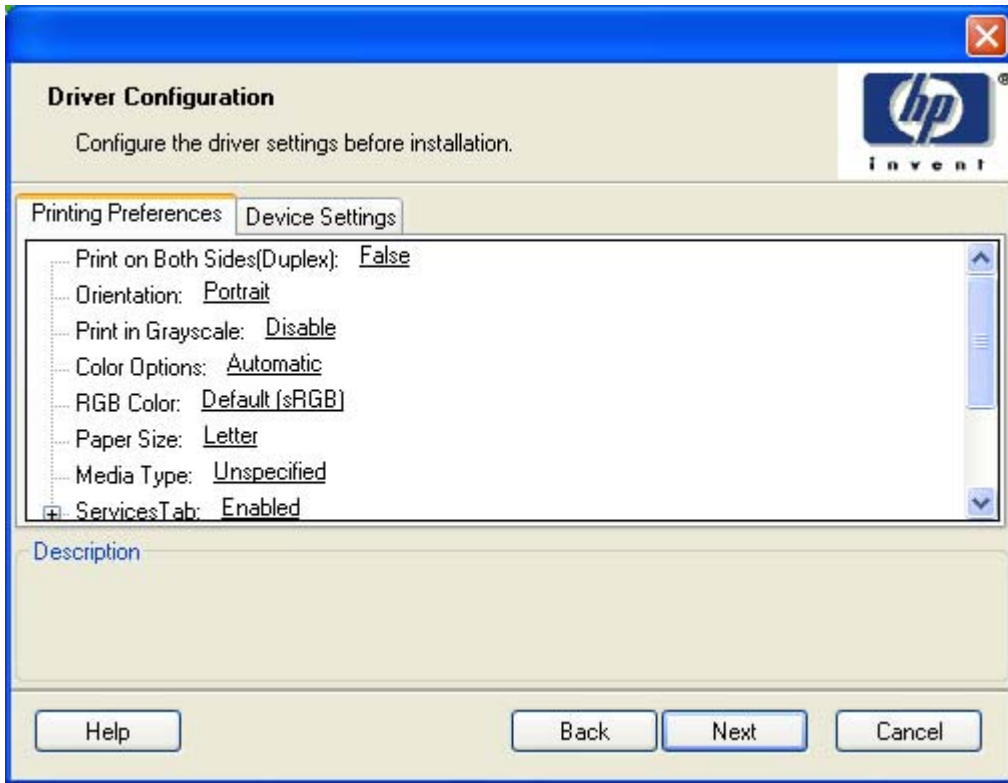 Driver Configuration
Configure the driver settings before installation.
hp
®
invent
Printing Preferences
Device Settings
Print on Both Sides(Duplex): False
Orientation: Portrait
Print in Grayscale: Disable
Color Options: Automatic
RGB Color: Default (sRGB)
Paper Size: Letter
Media Type: Unspecified
ServicesTab: Enabled
Description
Help
Back
Next
Cancel